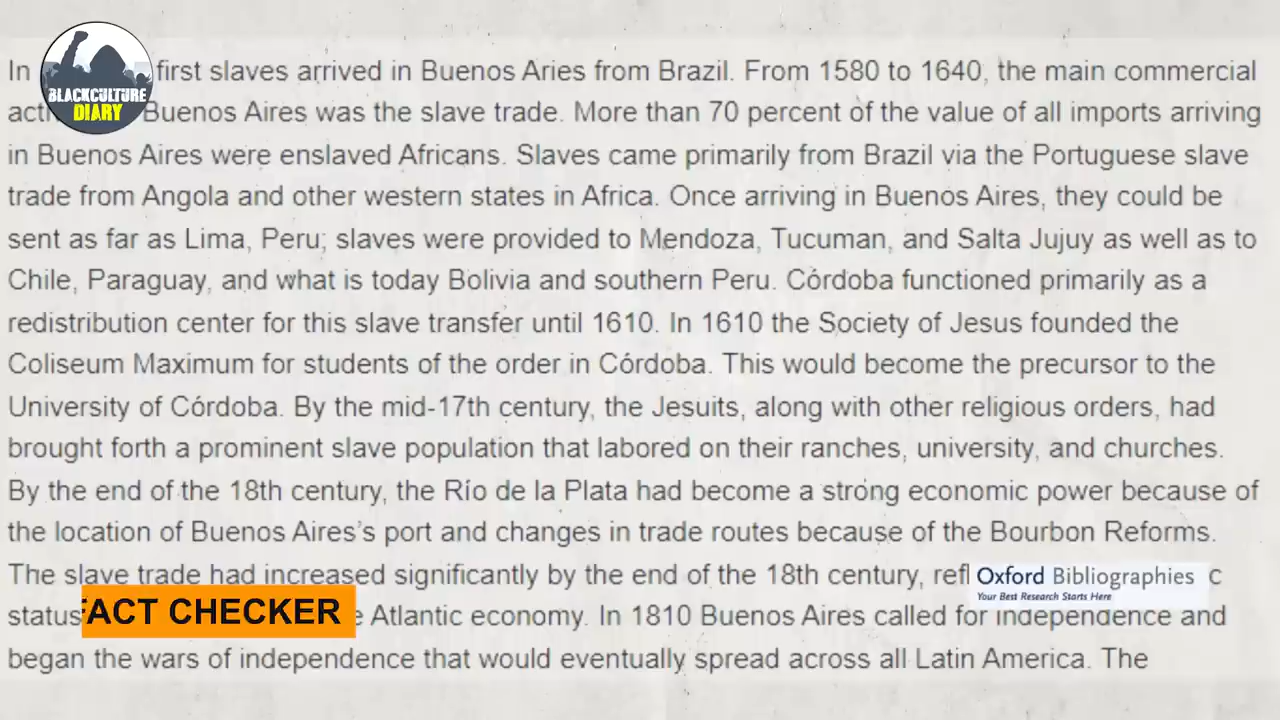 In first slaves arrived in Buenos Aries from Brazil. From 1580 to 1640, the main commercial
BLACKCULTURE
DIARY
Buenos Aires was the slave trade. More than 70 percent of the value of all imports arriving
in Buenos Aires were enslaved Africans. Slaves came primarily from Brazil via the Portuguese slave
trade from Angola and other western states in Africa. Once arriving in Buenos Aires, they could be
sent as far as Lima, Peru; slaves were provided to Mendoza, Tucuman, and Salta Jujuy as well as to
Chile, Paraguay, and what is today Bolivia and southern Peru. Córdoba functioned primarily as a
redistribution center for this slave transfer until 1610. In 1610 the Society of Jesus founded the
Coliseum Maximum for students of the order in Córdoba. This would become the precursor to the
University of Córdoba. By the mid-17th century, the Jesuits, along with other religious orders, had
brought forth a prominent slave population that labored on their ranches, university, and churches.
By the end of the 18th century, the Río de la Plata had become a strong economic power because of
the location of Buenos Aires's port and changes in trade routes because of the Bourbon Reforms.
The slave trade had increased significantly by the end of the 18th century,
Oxford Bibliographies
Your Best Research Starts Here
status Atlantic economy. In 1810 Buenos Aires called for independence and
ACT CHECKER
began the wars of independence that would eventually spread across all Latin America. The